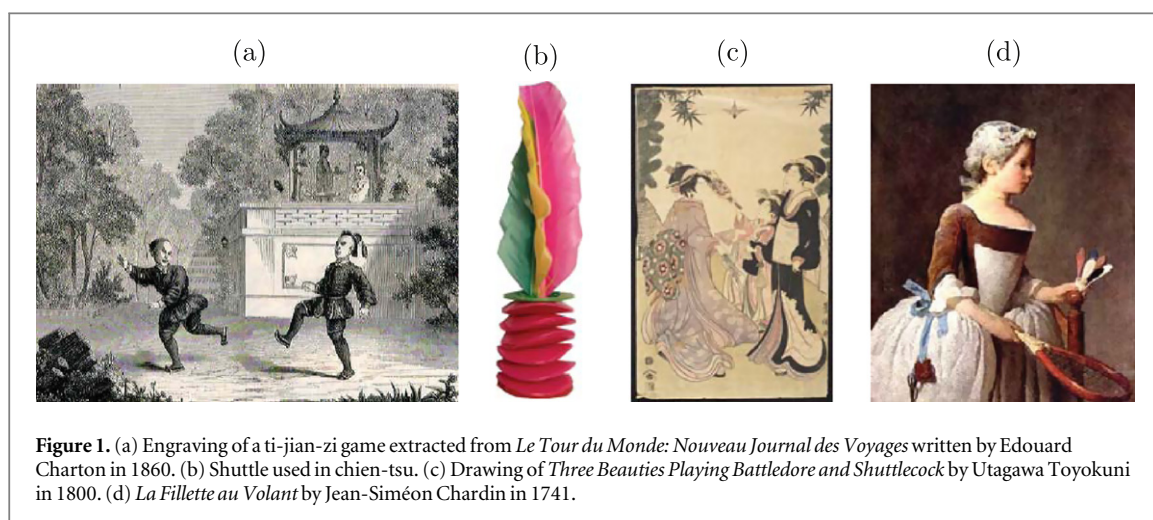 (a) (b) (c) (d)
Figure 1. (a) Engraving of a ti-jian-zi game extracted from Le Tour du Monde: Nouveau Journal des Voyages written by Edouard
Charton in 1860. (b) Shuttle used in chien-tsu. (c) Drawing of Three Beauties Playing Battledore and Shuttlecock by Utagawa Toyokuni
in 1800. (d) La Fillette au Volant by Jean-Siméon Chardin in 1741.